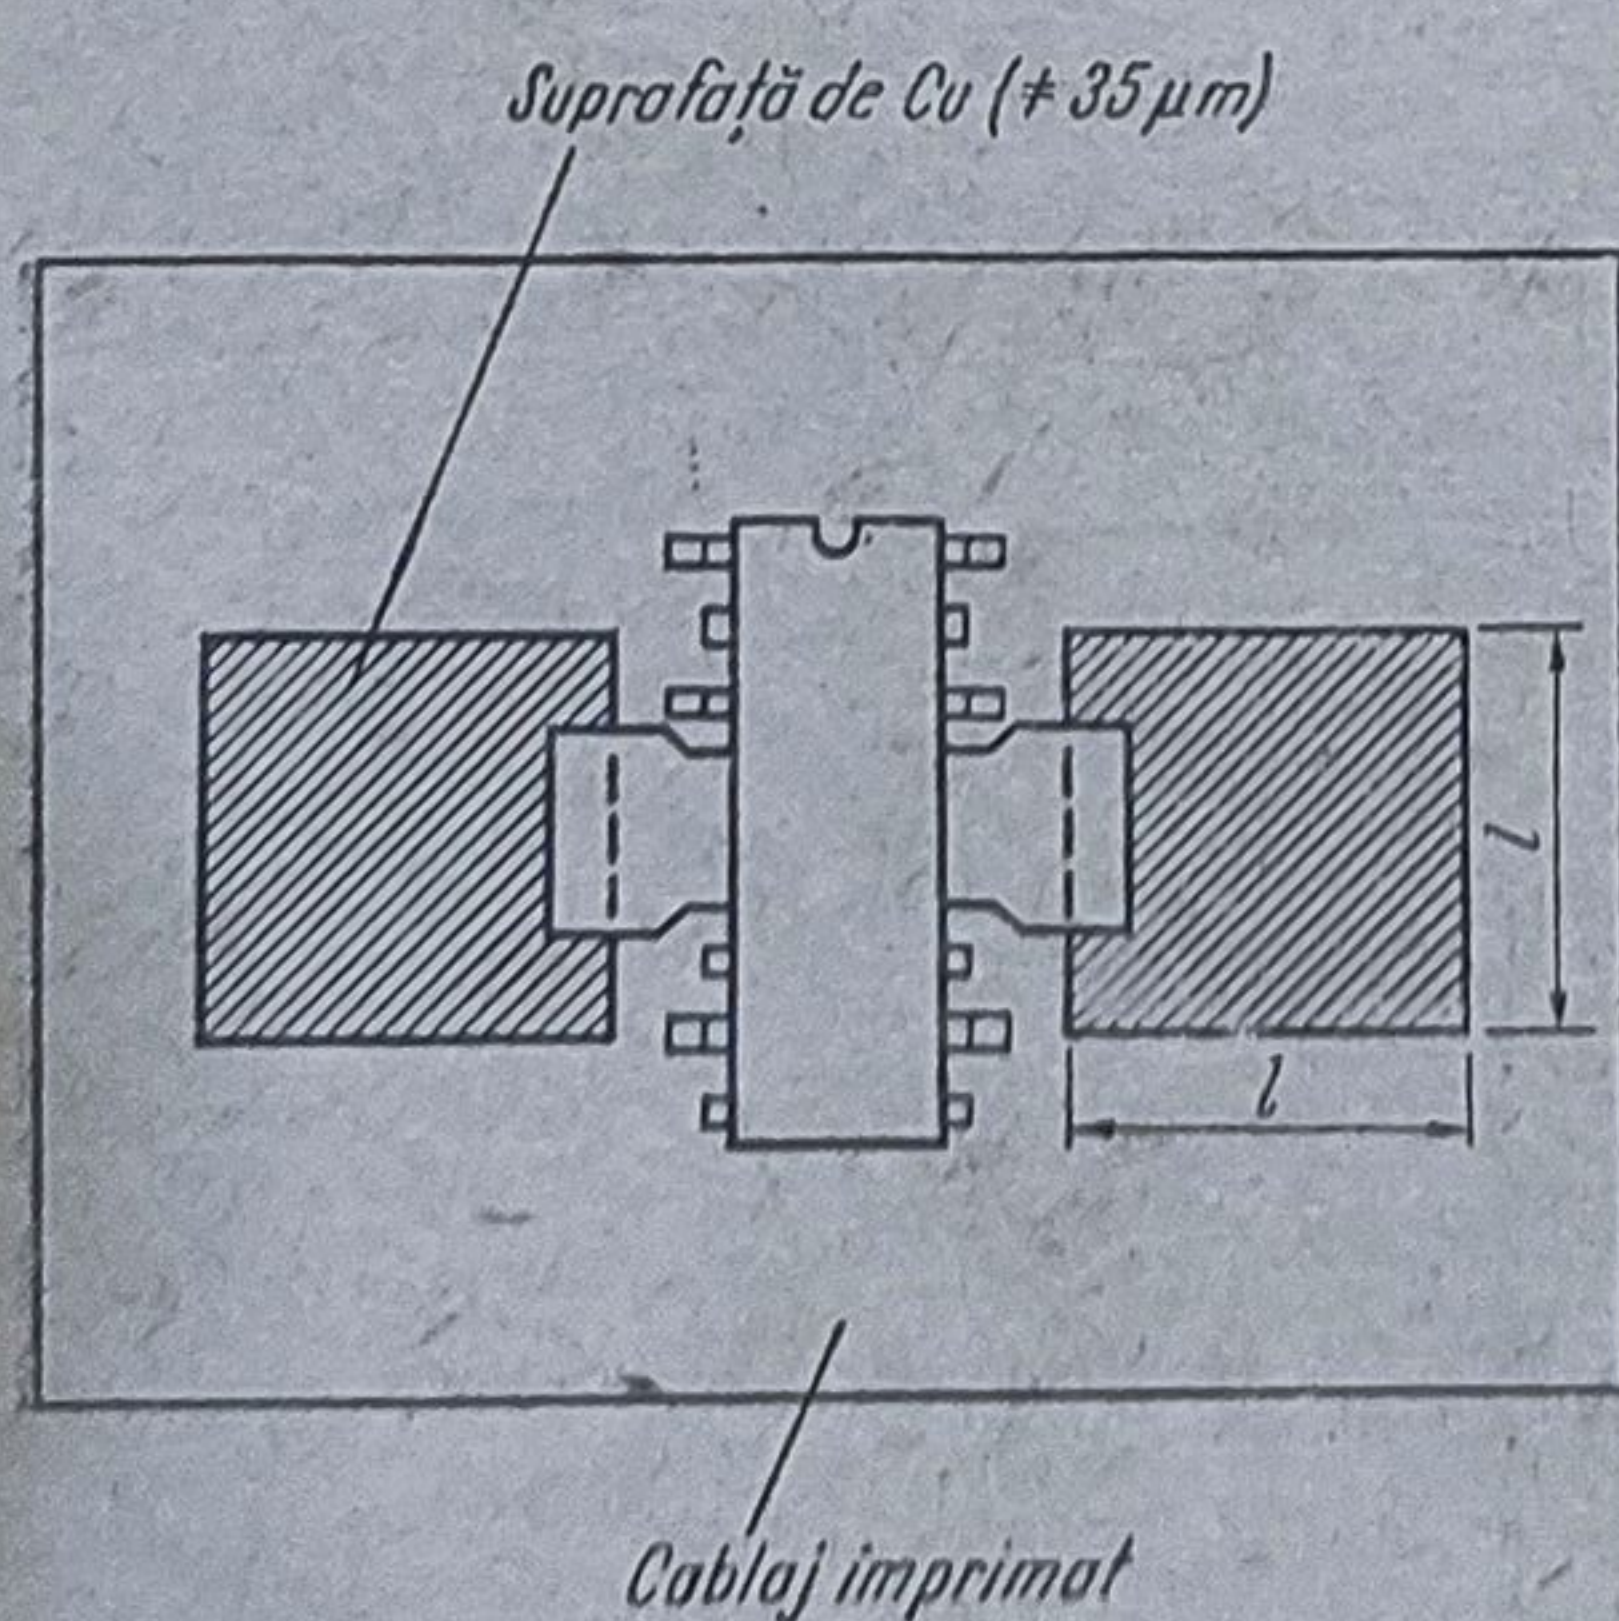 Suprafață de Cu (≠ 35 μm)
l
l
Cablaj imprimat